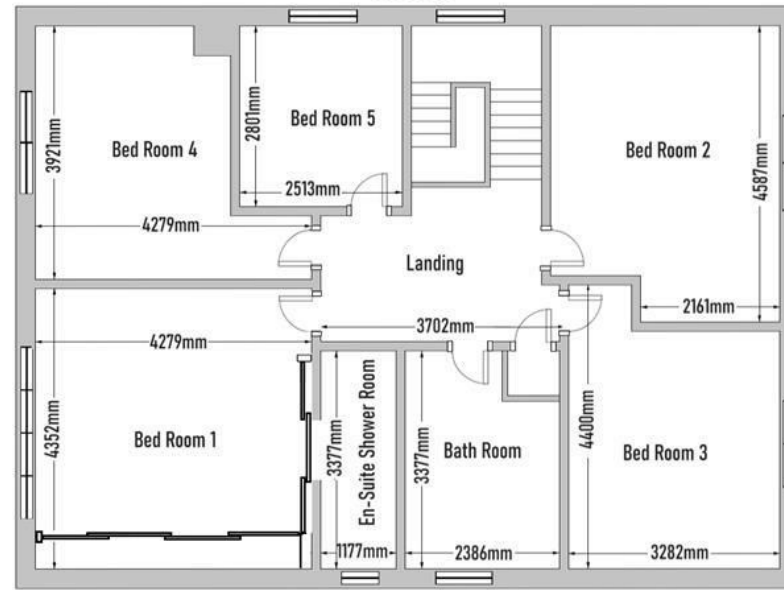 Bed Room 4
3921mm
4279mm
Bed Room 5
2801mm
2513mm
Bed Room 2
4587mm
2161mm
Landing
3702mm
Bed Room 1
4279mm
4352mm
En-Suite Shower Room
3377mm
1177mm
Bath Room
3377mm
2386mm
Bed Room 3
4400mm
3282mm